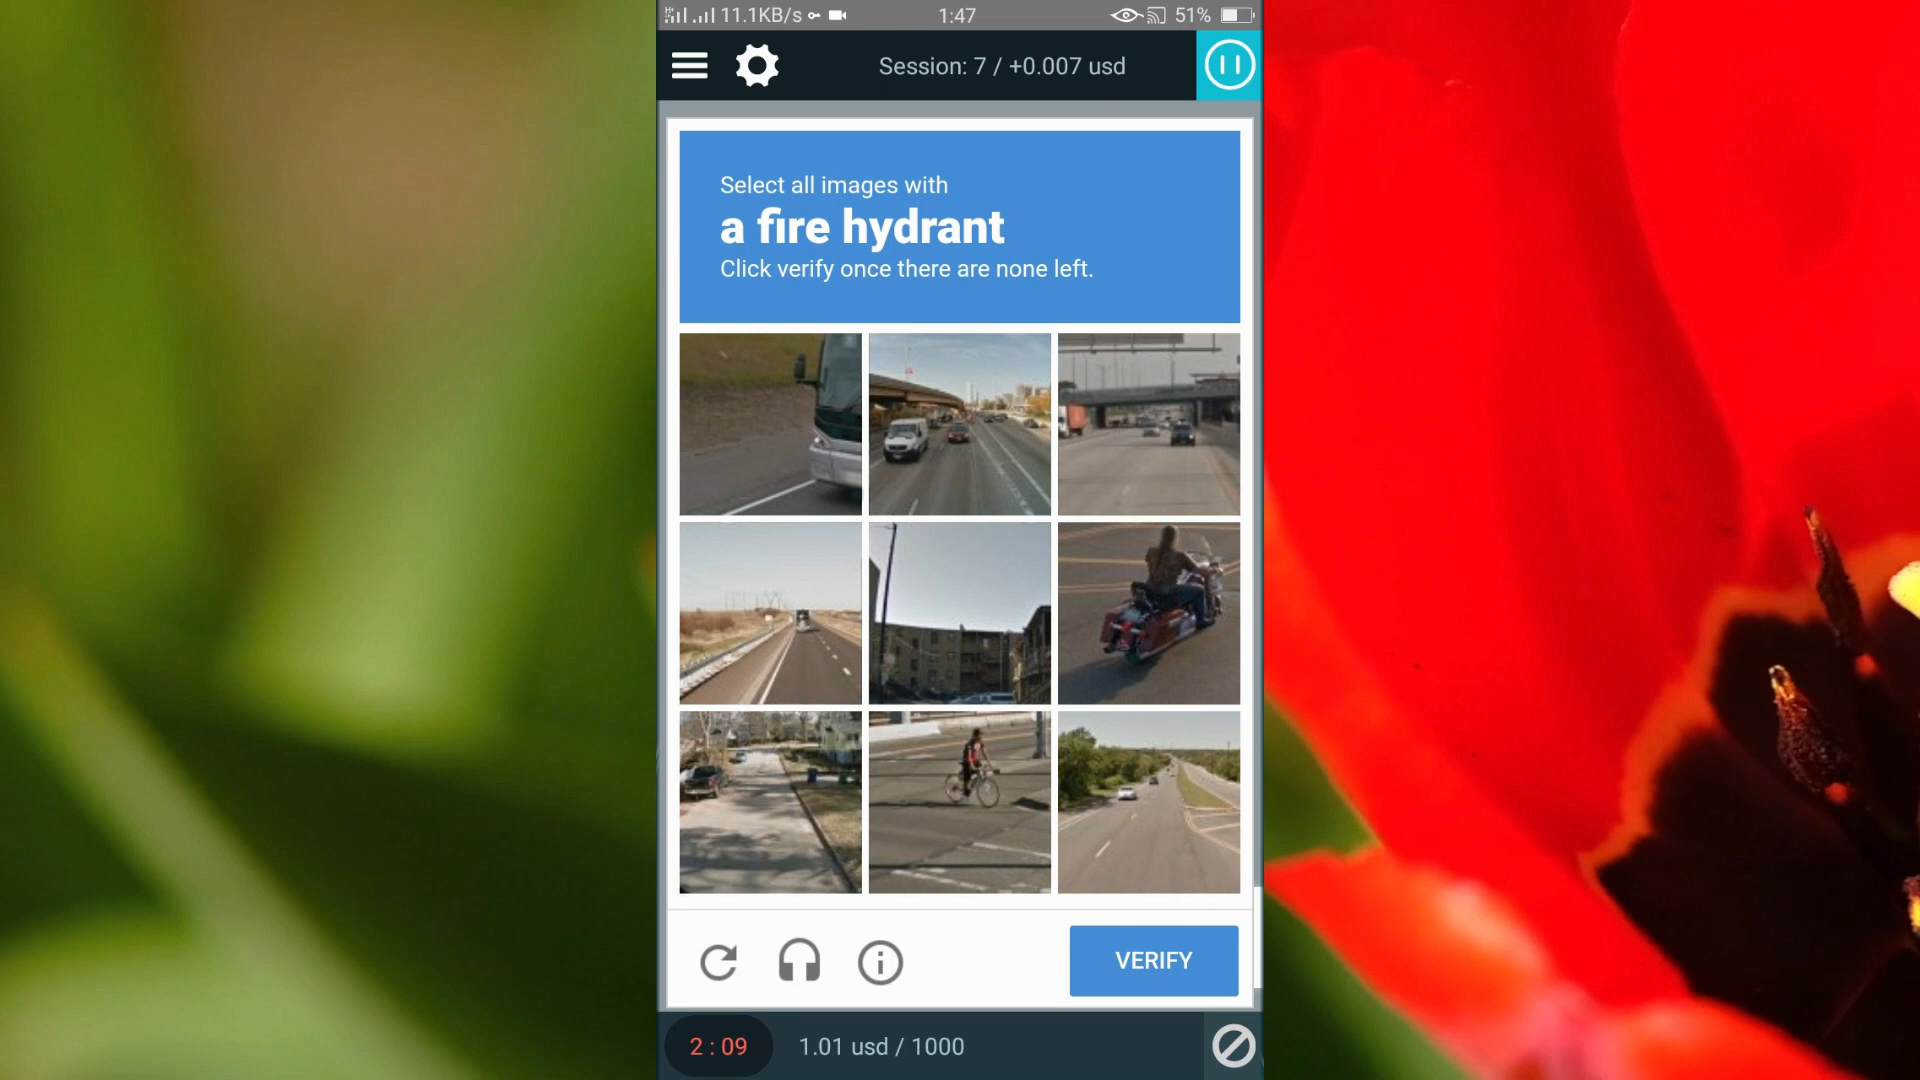 11.1KB/s 1:47 51%
Session: 7 / +0.007 usd
Select all images with
a fire hydrant
Click verify once there are none left.
VERIFY
2 : 09 1.01 usd / 1000